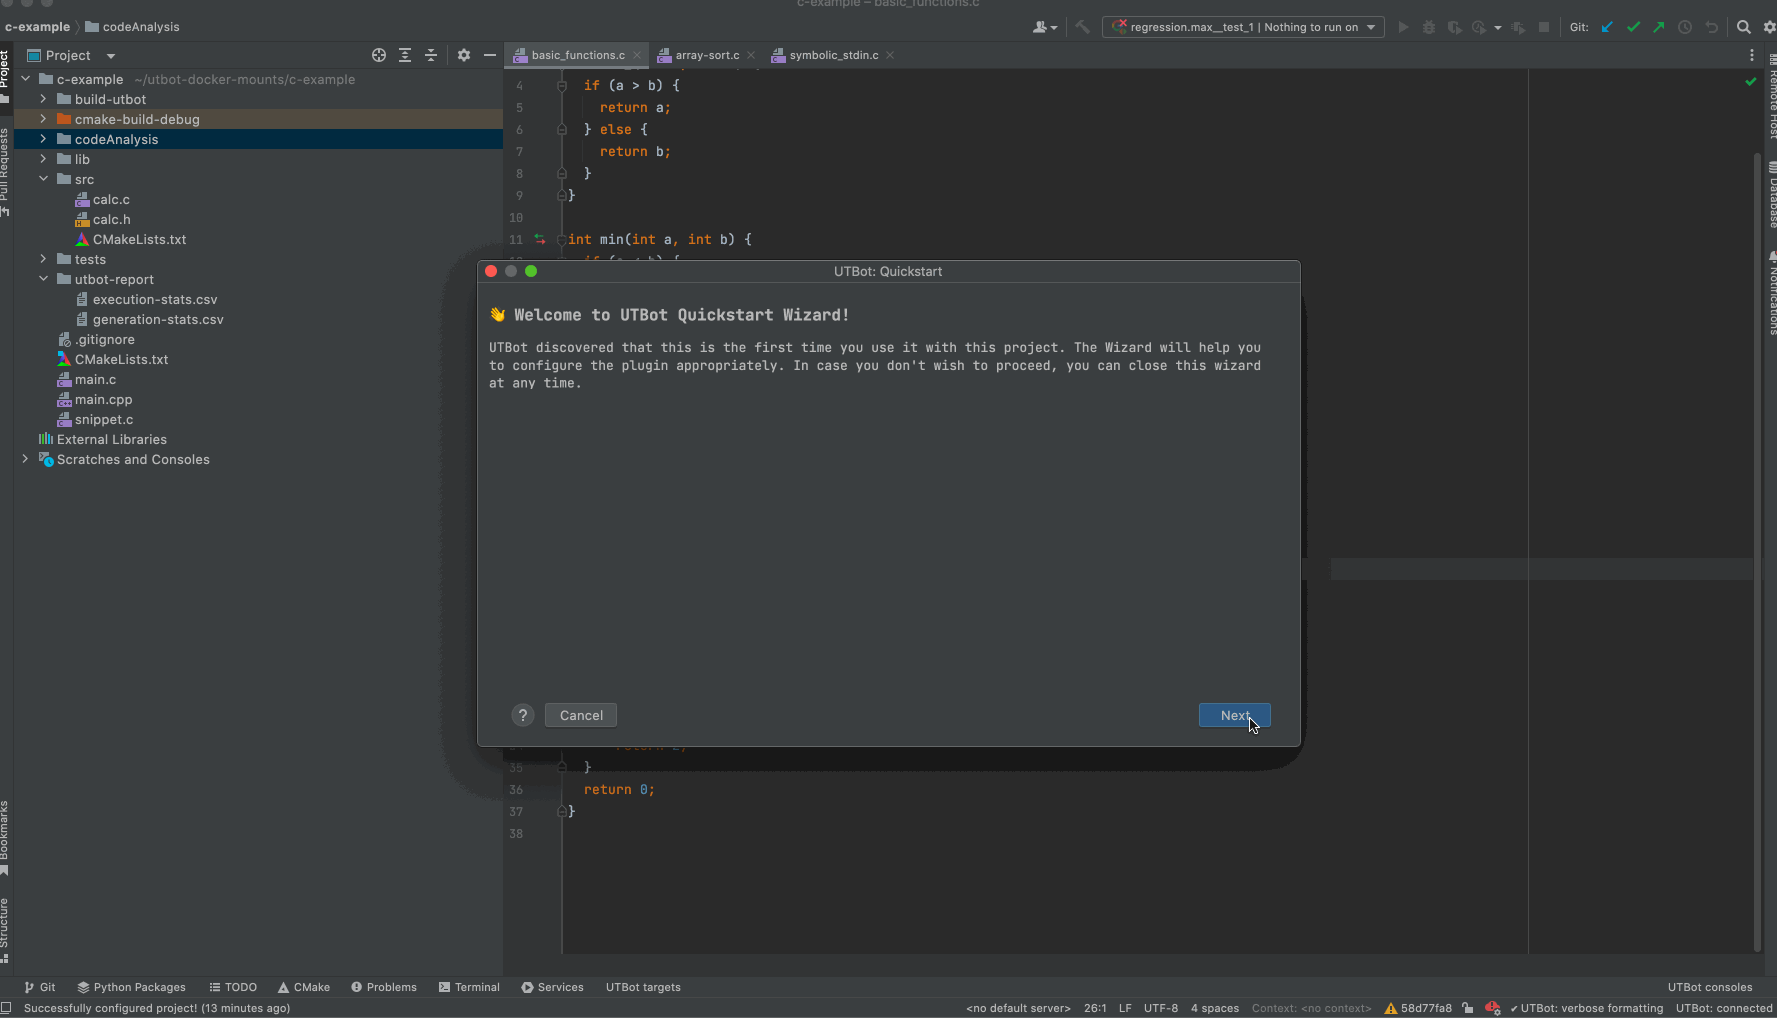 c-example – basic_functions.c
c-example codeAnalysis
regression.max__test_1 | Nothing to run on
Git:
Project
basic_functions.c
array-sort.c
symbolic_stdin.c
c-example ~/utbot-docker-mounts/c-example
build-utbot
cmake-build-debug
codeAnalysis
lib
src
calc.c
calc.h
CMakeLists.txt
tests
utbot-report
execution-stats.csv
generation-stats.csv
.gitignore
CMakeLists.txt
main.c
main.cpp
snippet.c
External Libraries
Scratches and Consoles
Project
Pull Requests
Bookmarks
Structure
4 if (a > b) {
5 return a;
6 } else {
7 return b;
8 }
9 }
10
11 int min(int a, int b) {
UTBot: Quickstart
👋 Welcome to UTBot Quickstart Wizard!
UTBot discovered that this is the first time you use it with this project. The Wizard will help you
to configure the plugin appropriately. In case you don't wish to proceed, you can close this wizard
at any time.
? Cancel Next
35 }
36 return 0;
37 }
38
Remote Host
Database
Notifications
Git Python Packages TODO CMake Problems Terminal Services UTBot targets
UTBot consoles
Successfully configured project! (13 minutes ago)
<no default server> 26:1 LF UTF-8 4 spaces Context: <no context> 58d77fa8 ✓ UTBot: verbose formatting UTBot: connected